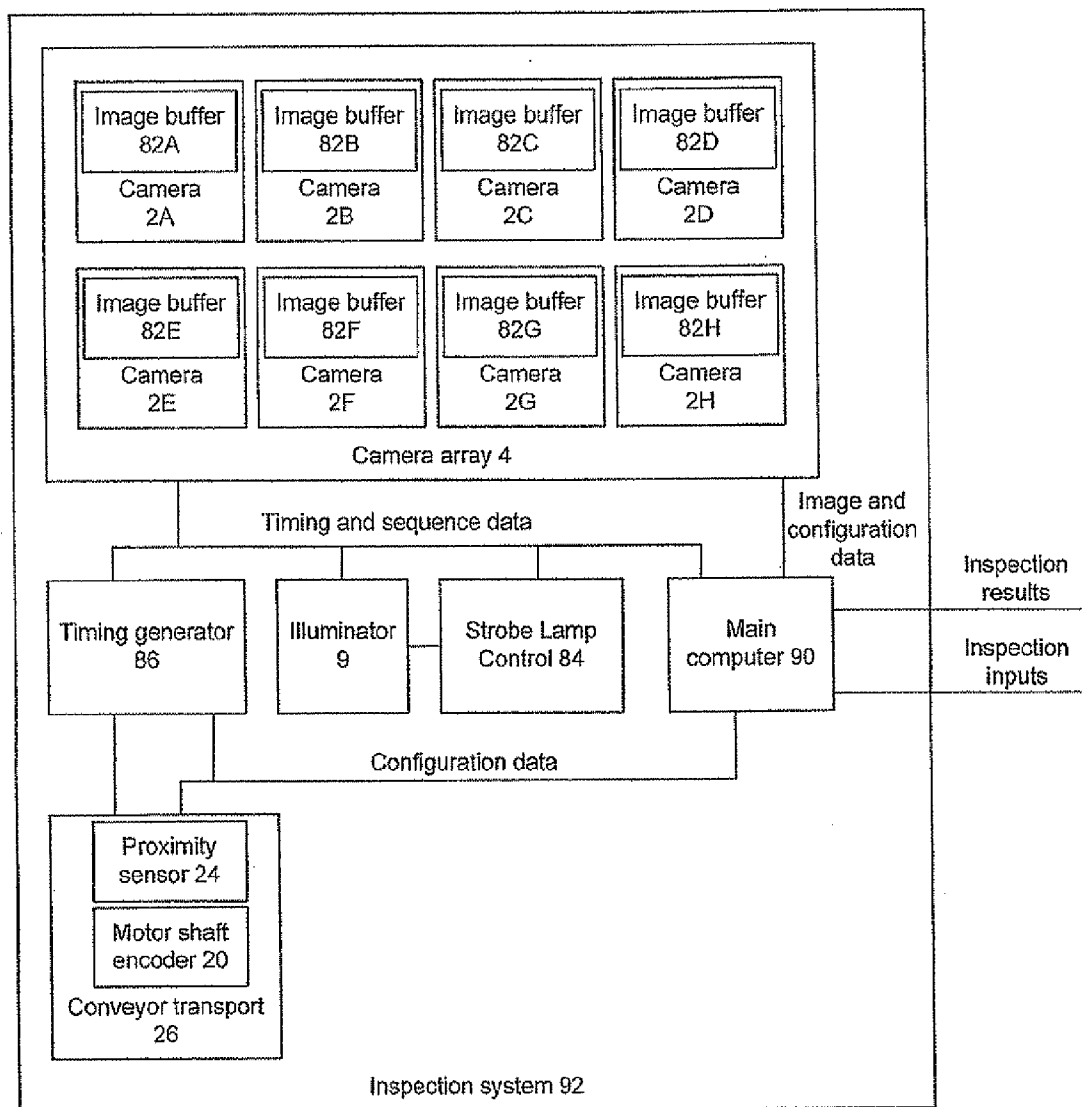 Image buffer
82A
Camera
2A
Image buffer
82B
Camera
2B
Image buffer
82C
Camera
2C
Image buffer
82D
Camera
2D
Image buffer
82E
Camera
2E
Image buffer
82F
Camera
2F
Image buffer
82G
Camera
2G
Image buffer
82H
Camera
2H
Camera array 4
Timing and sequence data
Image and
configuration
data
Timing generator
86
Illuminator
9
Strobe Lamp
Control 84
Main
computer 90
Inspection
results
Inspection
inputs
Configuration data
Proximity
sensor 24
Motor shaft
encoder 20
Conveyor transport
26
Inspection system 92